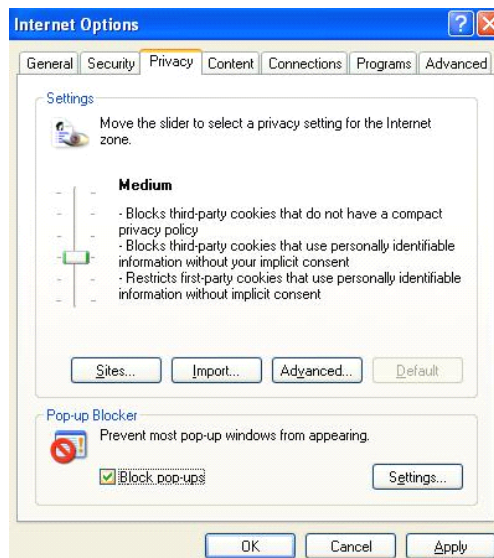 Internet Options
General Security Privacy Content Connections Programs Advanced
Settings
Move the slider to select a privacy setting for the Internet
zone.
Medium
- Blocks third-party cookies that do not have a compact
privacy policy
- Blocks third-party cookies that use personally identifiable
information without your implicit consent
- Restricts first-party cookies that use personally identifiable
information without implicit consent
Sites... Import... Advanced... Default
Pop-up Blocker
Prevent most pop-up windows from appearing.
Block pop-ups Settings...
OK Cancel Apply